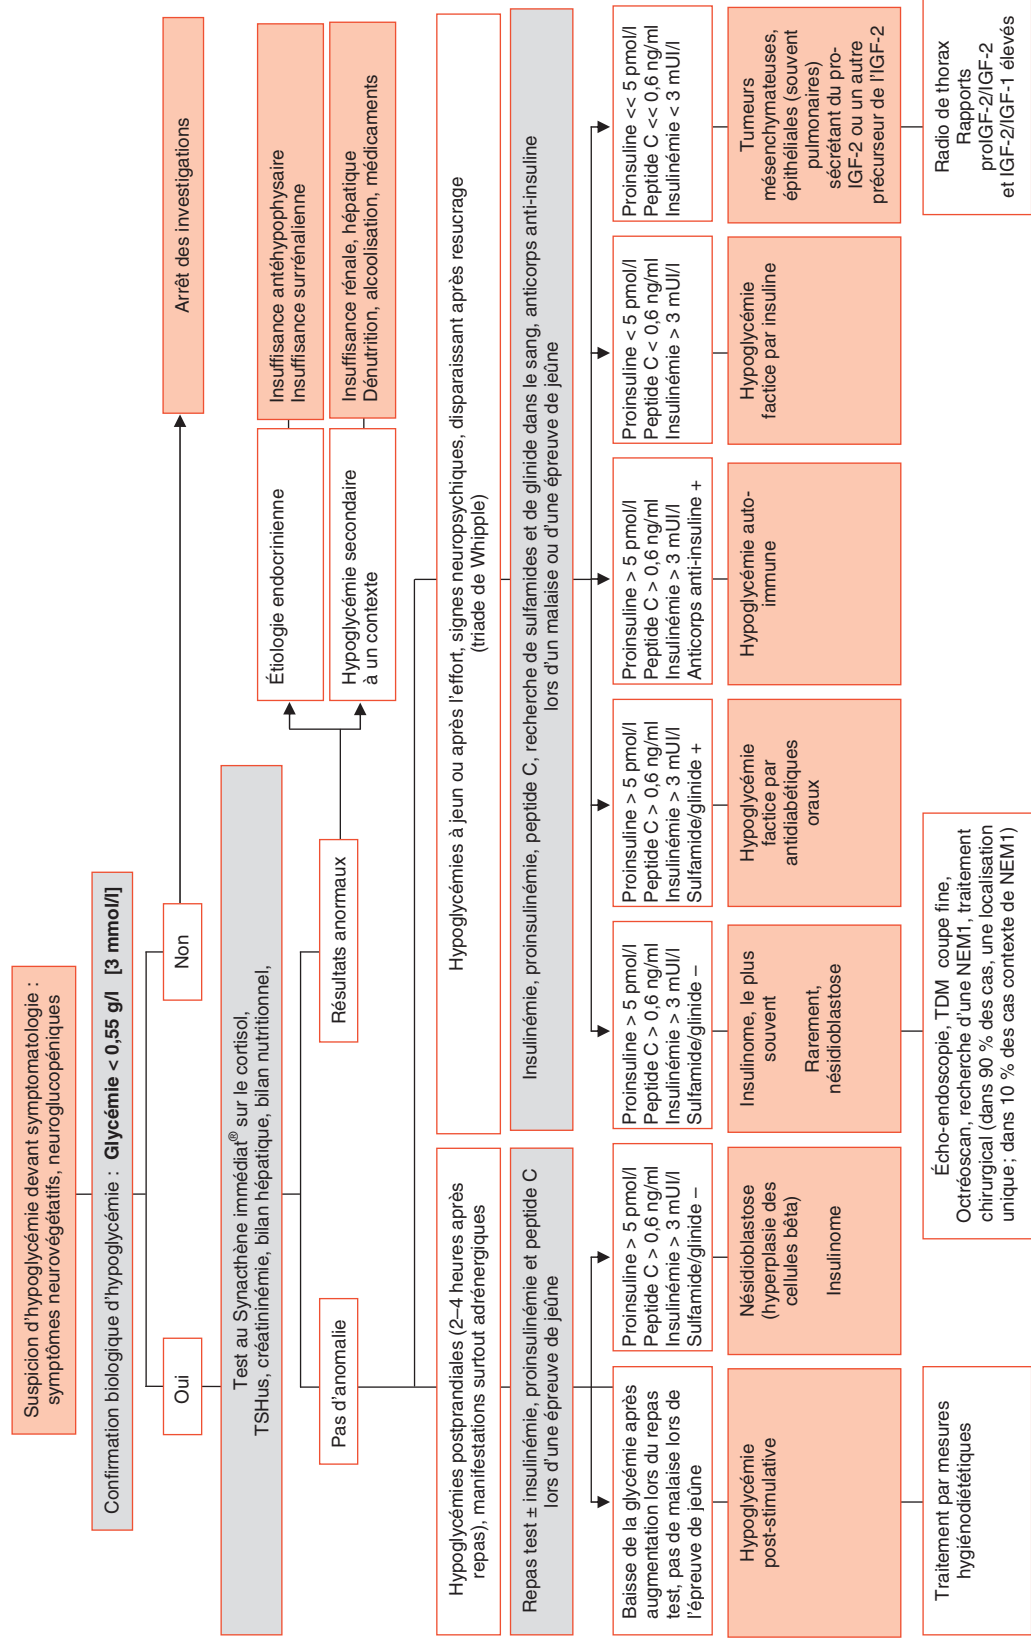 Suspicion d'hypoglycémie devant symptomatologie :
symptômes neurovégétatifs, neuroglucopéniques
Confirmation biologique d'hypoglycémie : Glycémie < 0,55 g/l [3 mmol/l]
Oui
Non
Arrêt des investigations
Test au Synacthène immédiat® sur le cortisol,
TSHus, créatininémie, bilan hépatique, bilan nutritionnel,
Pas d'anomalie
Résultats anormaux
Étiologie endocrinienne
Insuffisance antéhypophysaire
Insuffisance surrénalienne
Hypoglycémie secondaire
à un contexte
Insuffisance rénale, hépatique
Dénutrition, alcoolisation, médicaments
Hypoglycémies postprandiales (2–4 heures après
repas), manifestations surtout adrénergiques
Hypoglycémies à jeun ou après l'effort, signes neuropsychiques, disparaissant après resucrage
(triade de Whipple)
Repas test ± insulinémie, proinsulinémie et peptide C
lors d'une épreuve de jeûne
Insulinémie, proinsulinémie, peptide C, recherche de sulfamides et de glinide dans le sang, anticorps anti-insuline
lors d'un malaise ou d'une épreuve de jeûne
Baisse de la glycémie après
augmentation lors du repas
test, pas de malaise lors de
l'épreuve de jeûne
Proinsuline > 5 pmol/l
Peptide C > 0,6 ng/ml
Insulinémie > 3 mUI/l
Sulfamide/glinide –
Proinsuline > 5 pmol/l
Peptide C > 0,6 ng/ml
Insulinémie > 3 mUI/l
Sulfamide/glinide –
Proinsuline > 5 pmol/l
Peptide C > 0,6 ng/ml
Insulinémie > 3 mUI/l
Sulfamide/glinide +
Proinsuline > 5 pmol/l
Peptide C > 0,6 ng/ml
Insulinémie > 3 mUI/l
Anticorps anti-insuline +
Proinsuline < 5 pmol/l
Peptide C < 0,6 ng/ml
Insulinémie > 3 mUI/l
Proinsuline << 5 pmol/l
Peptide C << 0,6 ng/ml
Insulinémie < 3 mUI/l
Hypoglycémie
post-stimulative
Nésidioblastose
(hyperplasie des
cellules bêta)
Insulinome
Insulinome, le plus
souvent
Rarement,
nésidioblastose
Hypoglycémie
factice par
antidiabétiques
oraux
Hypoglycémie auto-
immune
Hypoglycémie
factice par insuline
Tumeurs
mésenchymateuses,
épithéliales (souvent
pulmonaires)
sécrétant du pro-
IGF-2 ou un autre
précurseur de l'IGF-2
Traitement par mesures
hygiénodiététiques
Écho-endoscopie, TDM coupe fine,
Octréoscan, recherche d'une NEM1, traitement
chirurgical (dans 90 % des cas, une localisation
unique ; dans 10 % des cas contexte de NEM1)
Radio de thorax
Rapports
proIGF-2/IGF-2
et IGF-2/IGF-1 élevés